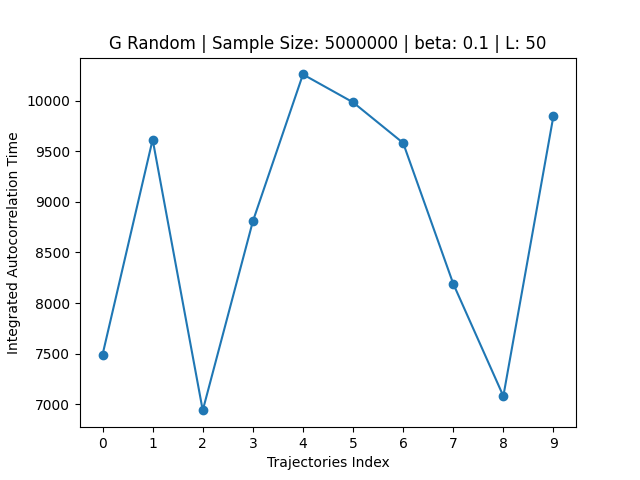 G Random | Sample Size: 5000000 | beta: 0.1 | L: 50
Integrated Autocorrelation Time
10000
9500
9000
8500
8000
7500
7000
0 1 2 3 4 5 6 7 8 9
Trajectories Index